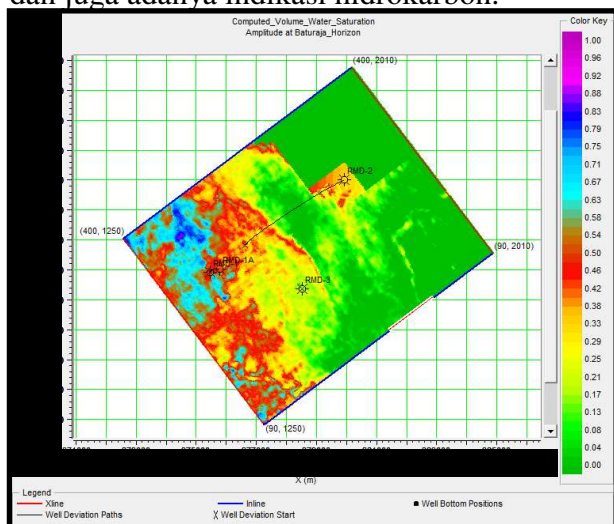 dan juga adanya indikasi hidrokarbon.
Computed_Volume_Water_Saturation
Amplitude at Baturaja_Horizon
Color Key
1.00
0.96
0.92
0.88
0.83
0.79
0.75
0.71
0.67
0.63
0.58
0.54
0.50
0.46
0.42
0.38
0.33
0.29
0.25
0.21
0.17
0.13
0.08
0.04
0.00
(400, 2010)
RMD-2
(400, 1250)
RMD-1A
(90, 2010)
RMD-3
(90, 1250)
X (m)
Legend
Xline
Inline
Well Bottom Positions
Well Deviation Paths
Well Deviation Start